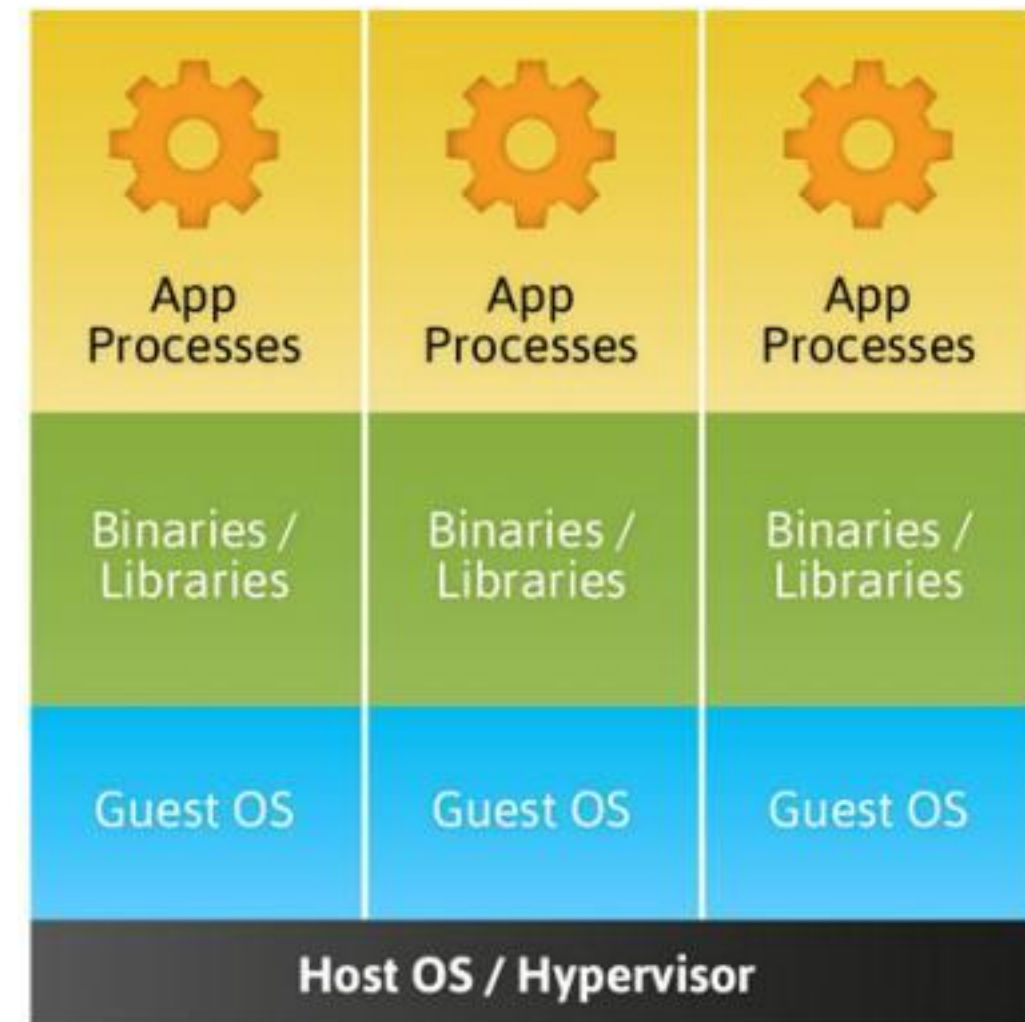 App
Processes
App
Processes
App
Processes
Binaries /
Libraries
Binaries /
Libraries
Binaries /
Libraries
Guest OS
Guest OS
Guest OS
Host OS / Hypervisor